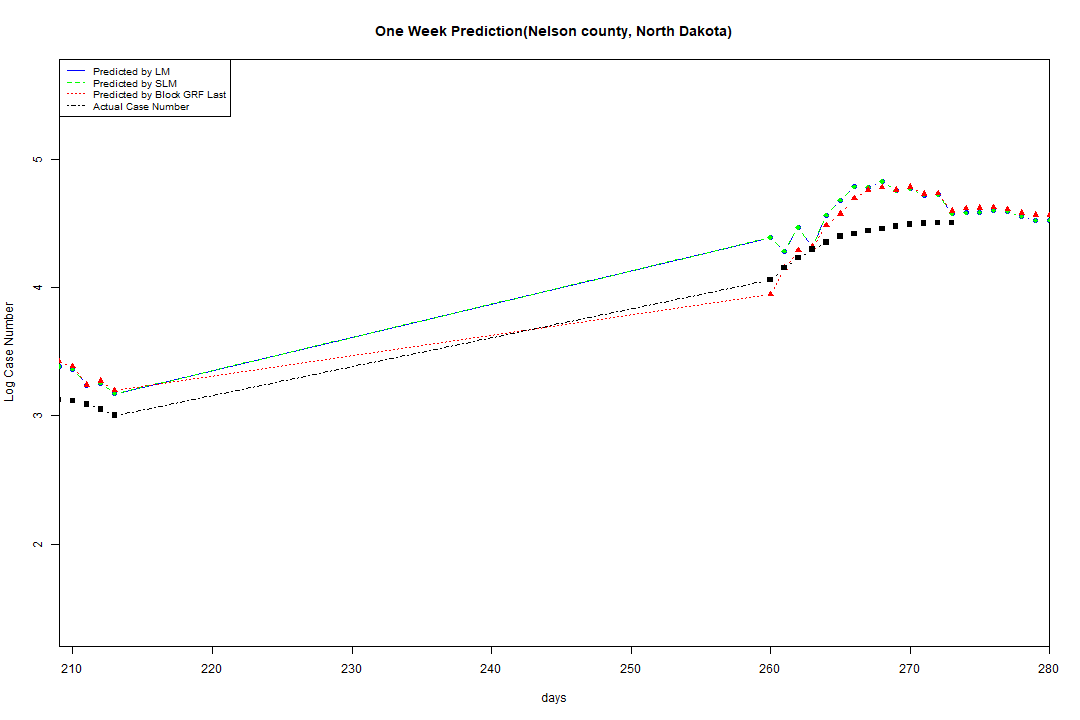 One Week Prediction(Nelson county, North Dakota)
Predicted by LM
Predicted by SLM
Predicted by Block GRF Last
Actual Case Number
5
4
3
2
Log Case Number
210 220 230 240 250 260 270 280
days